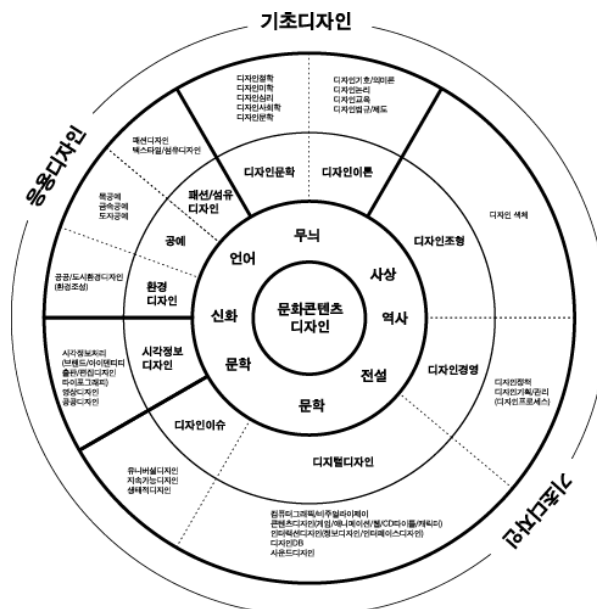 기초디자인
디자인철학
디자인미학
디자인심리
디자인사회학
디자인문학
디자인기호/의미론
디자인논리
디자인교육
디자인법규/제도
응용디자인
패션디자인
텍스타일/섬유디자인
목공예
금속공예
도자공예
공공/도시환경디자인
(환경조성)
시각정보처리
(브랜드/아이덴티티
출판/편집디자인
타이포그래피)
영상디자인
공공디자인
유니버설디자인
지속가능디자인
생태적디자인
컴퓨터그래픽/비주얼라이제이
콘텐츠디자인(게임/애니메이션/웹/CD타이틀/캐릭터)
인터랙션디자인(정보디자인/인터페이스디자인)
디자인DB
사운드디자인
디자인정책
디자인기획/관리
(디자인프로세스)
디자인 색채
기초디자인
디자인문학
디자인이론
디자인조형
디자인경영
디지털디자인
디자인이슈
시각정보
디자인
환경
디자인
공예
패션/섬유
디자인
무늬
사상
역사
전설
문학
문학
신화
언어
문화콘텐츠
디자인